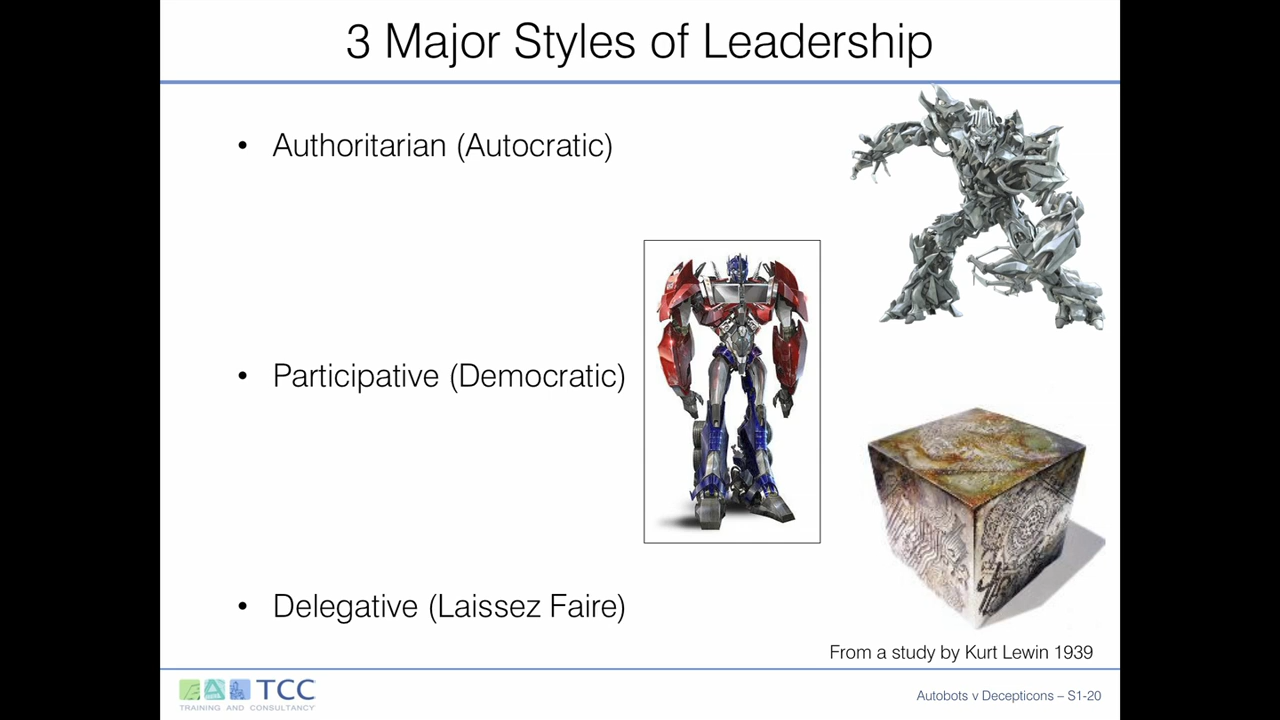 3 Major Styles of Leadership
• Authoritarian (Autocratic)
• Participative (Democratic)
• Delegative (Laissez Faire)
From a study by Kurt Lewin 1939
TCC
TRAINING AND CONSULTANCY
Autobots v Decepticons – S1-20